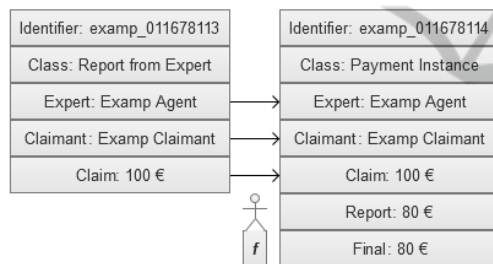 Identifier: examp_011678113
Class: Report from Expert
Expert: Examp Agent
Claimant: Examp Claimant
Claim: 100 €
Identifier: examp_011678114
Class: Payment Instance
Expert: Examp Agent
Claimant: Examp Claimant
Claim: 100 €
Report: 80 €
Final: 80 €
f